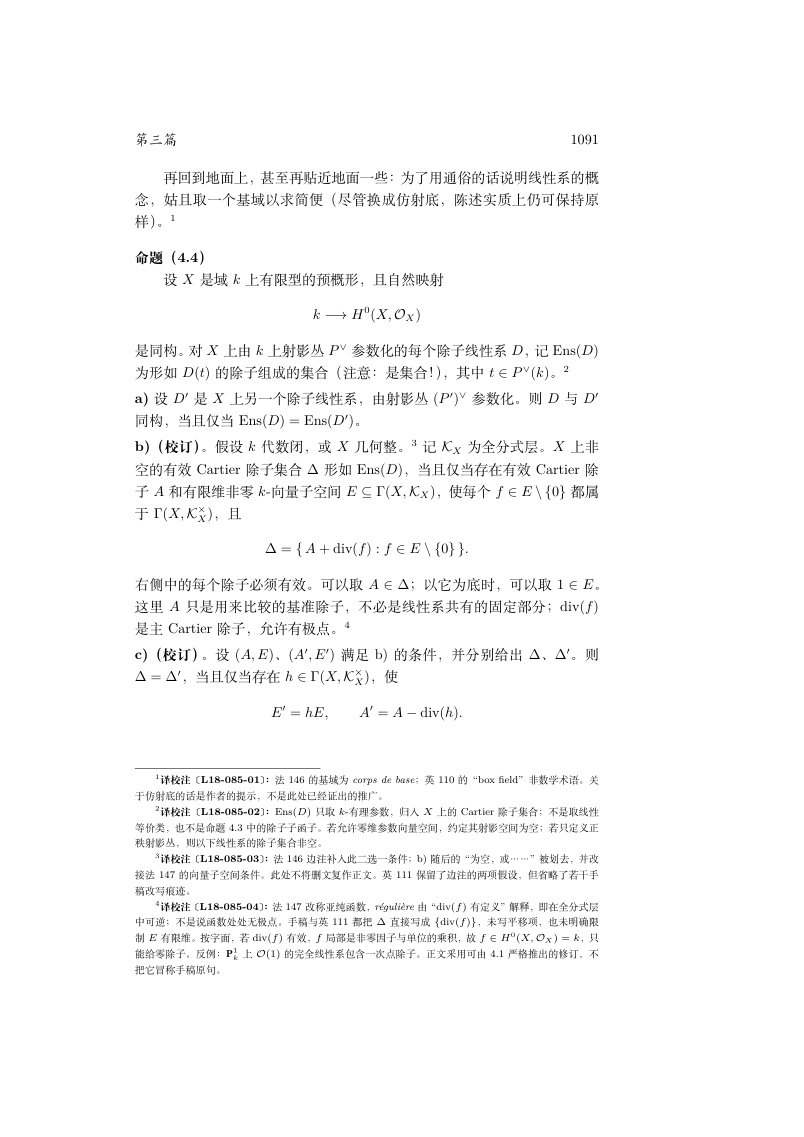 第三篇 1091
再回到地面上，甚至再贴近地面一些：为了用通俗的话说明线性系的概
念，姑且取一个基域以求简便（尽管换成仿射底，陈述实质上仍可保持原
样）。¹
命题（4.4）
设 X 是域 k 上有限型的预概形，且自然映射
k ⟶ H⁰(X, 𝒪_X)
是同构。对 X 上由 k 上射影丛 P^∨ 参数化的每个除子线性系 D，记 Ens(D)
为形如 D(t) 的除子组成的集合（注意：是集合！），其中 t ∈ P^∨(k)。²
a) 设 D′ 是 X 上另一个除子线性系，由射影丛 (P′)^∨ 参数化。则 D 与 D′
同构，当且仅当 Ens(D) = Ens(D′)。
b)（校订）。假设 k 代数闭，或 X 几何整。³ 记 𝒦_X 为全分式层。X 上非
空的有效 Cartier 除子集合 Δ 形如 Ens(D)，当且仅当存在有效 Cartier 除
子 A 和有限维非零 k-向量子空间 E ⊆ Γ(X, 𝒦_X)，使每个 f ∈ E \ {0} 都属
于 Γ(X, 𝒦_X^×)，且
Δ = { A + div(f) : f ∈ E \ {0} }.
右侧中的每个除子必须有效。可以取 A ∈ Δ；以它为底时，可以取 1 ∈ E。
这里 A 只是用来比较的基准除子，不必是线性系共有的固定部分；div(f)
是主 Cartier 除子，允许有极点。⁴
c)（校订）。设 (A, E)、(A′, E′) 满足 b) 的条件，并分别给出 Δ、Δ′。则
Δ = Δ′，当且仅当存在 h ∈ Γ(X, 𝒦_X^×)，使
E′ = hE, A′ = A − div(h).
¹译校注〔L18-085-01〕：法 146 的基域为 corps de base；英 110 的 “box field” 非数学术语。关
于仿射底的话是作者的提示，不是此处已经证出的推广。
²译校注〔L18-085-02〕：Ens(D) 只取 k-有理参数，归入 X 上的 Cartier 除子集合；不是取线性
等价类，也不是命题 4.3 中的除子子函子。若允许零维参数向量空间，约定其射影空间为空；若只定义正
秩射影丛，则以下线性系的除子集合非空。
³译校注〔L18-085-03〕：法 146 边注补入此二选一条件；b) 随后的 “为空，或……” 被划去，并改
接法 147 的向量子空间条件。此处不将删文复作正文。英 111 保留了边注的两项假设，但省略了若干手
稿改写痕迹。
⁴译校注〔L18-085-04〕：法 147 改称亚纯函数，régulière 由 “div(f) 有定义” 解释，即在全分式层
中可逆；不是说函数处处无极点。手稿与英 111 都把 Δ 直接写成 {div(f)}，未写平移项，也未明确限
制 E 有限维。按字面，若 div(f) 有效，f 局部是非零因子与单位的乘积，故 f ∈ H⁰(X, 𝒪_X) = k，只
能给零除子。反例：𝐏_k^1 上 𝒪(1) 的完全线性系包含一次点除子。正文采用可由 4.1 严格推出的修订，不
把它冒称手稿原句。